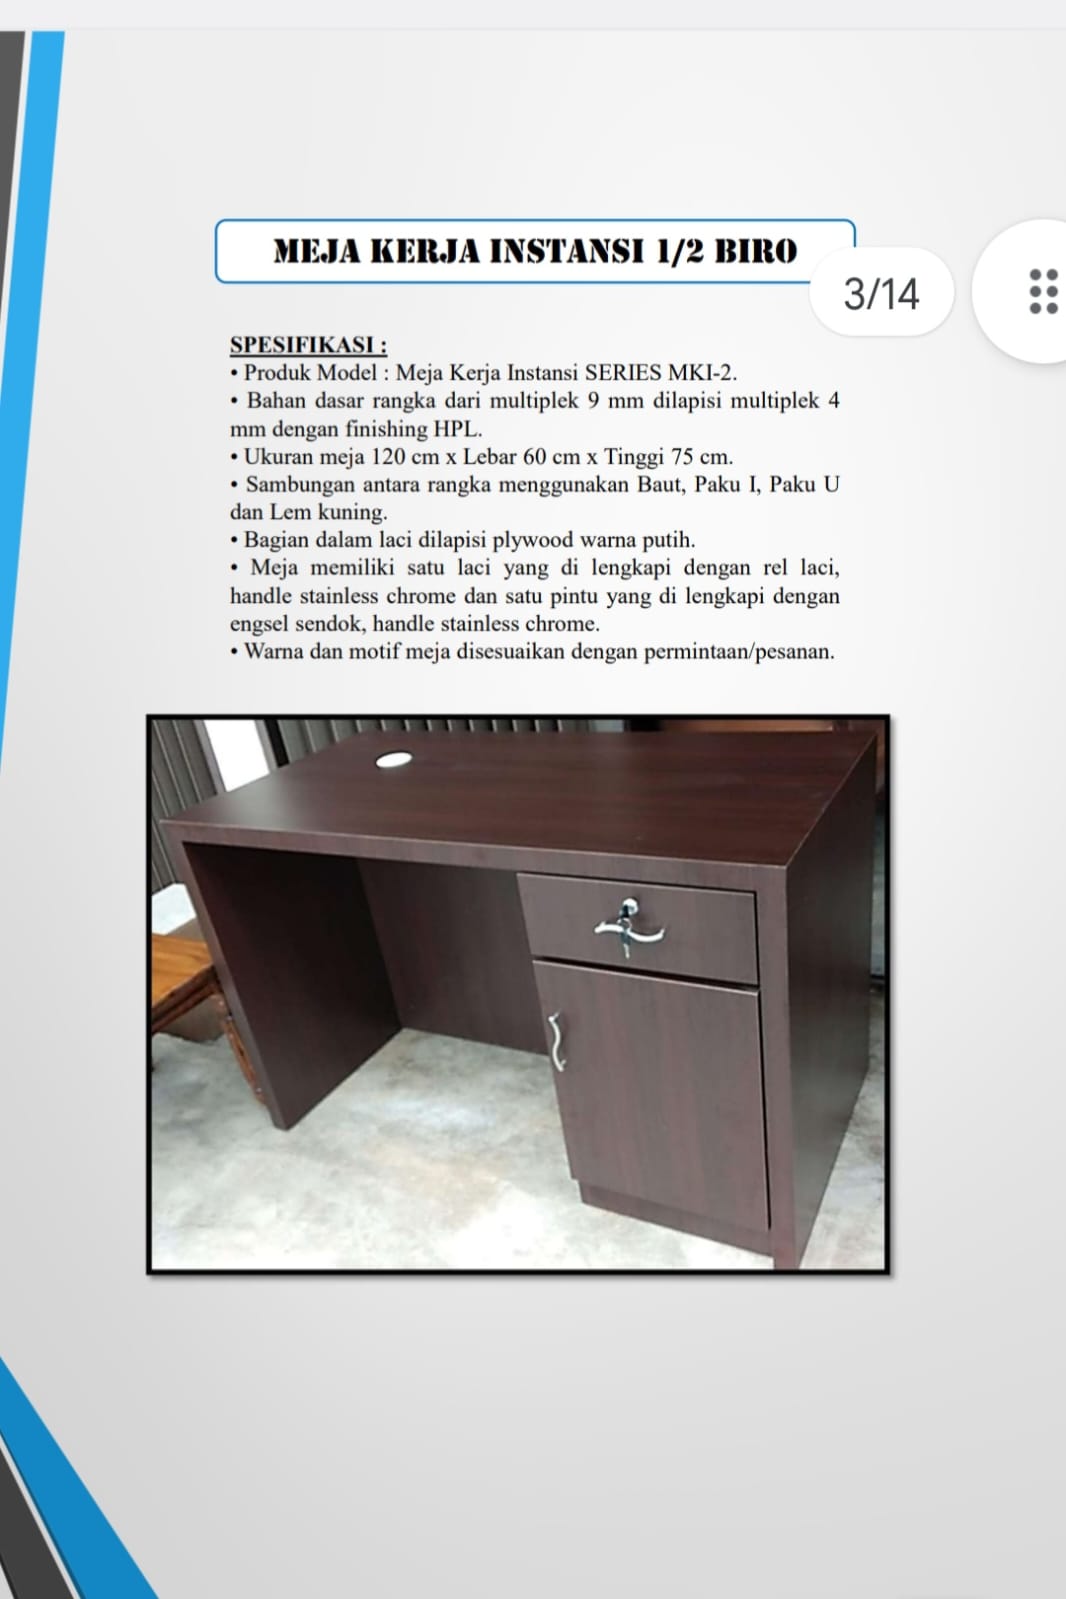 MEJA KERJA INSTANSI 1/2 BIRO
3/14
SPESIFIKASI :
• Produk Model : Meja Kerja Instansi SERIES MKI-2.
• Bahan dasar rangka dari multiplek 9 mm dilapisi multiplek 4
mm dengan finishing HPL.
• Ukuran meja 120 cm x Lebar 60 cm x Tinggi 75 cm.
• Sambungan antara rangka menggunakan Baut, Paku I, Paku U
dan Lem kuning.
• Bagian dalam laci dilapisi plywood warna putih.
• Meja memiliki satu laci yang di lengkapi dengan rel laci,
handle stainless chrome dan satu pintu yang di lengkapi dengan
engsel sendok, handle stainless chrome.
• Warna dan motif meja disesuaikan dengan permintaan/pesanan.